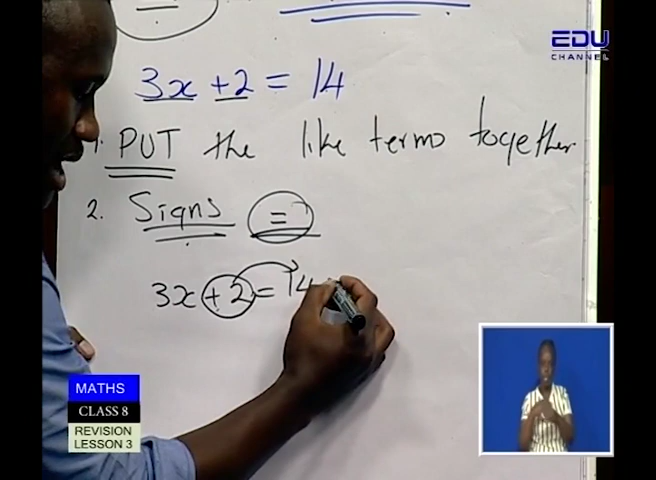 EDU
CHANNEL
3x + 2 = 14
1. PUT the like terms together
2. Signs =
3x + 2 = 14
MATHS
CLASS 8
REVISION
LESSON 3